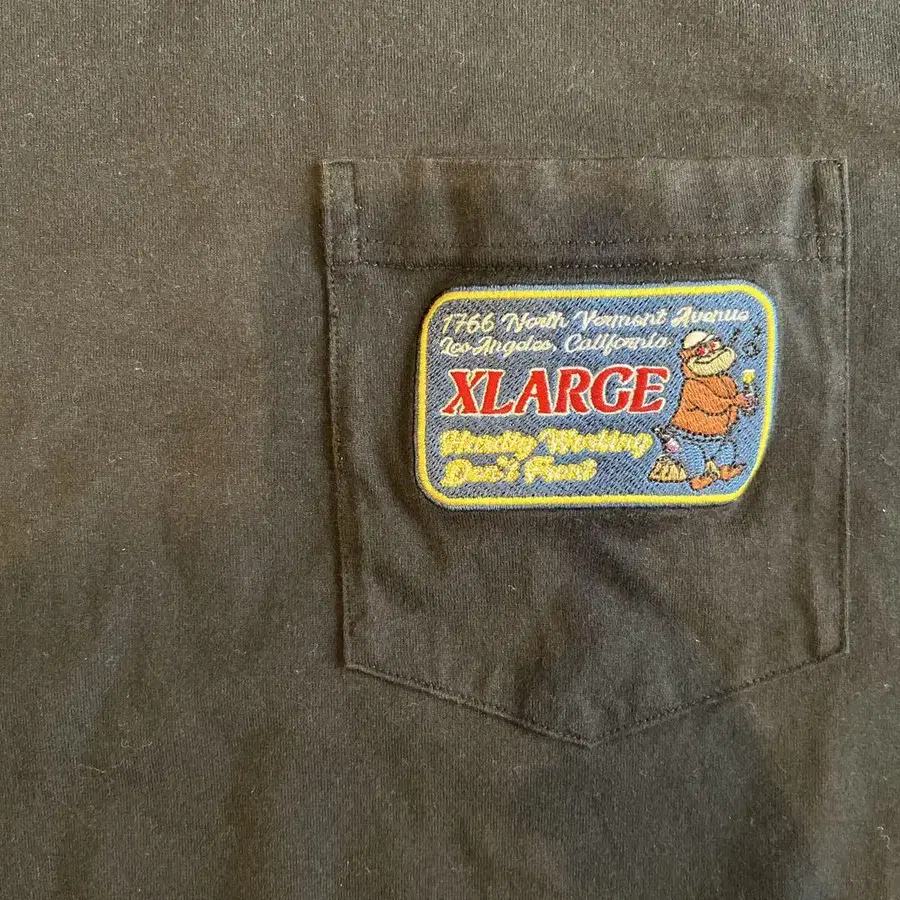 1766 North Vermont Avenue
Los Angeles, California.
XLARGE
Hardly Working
Don't Front